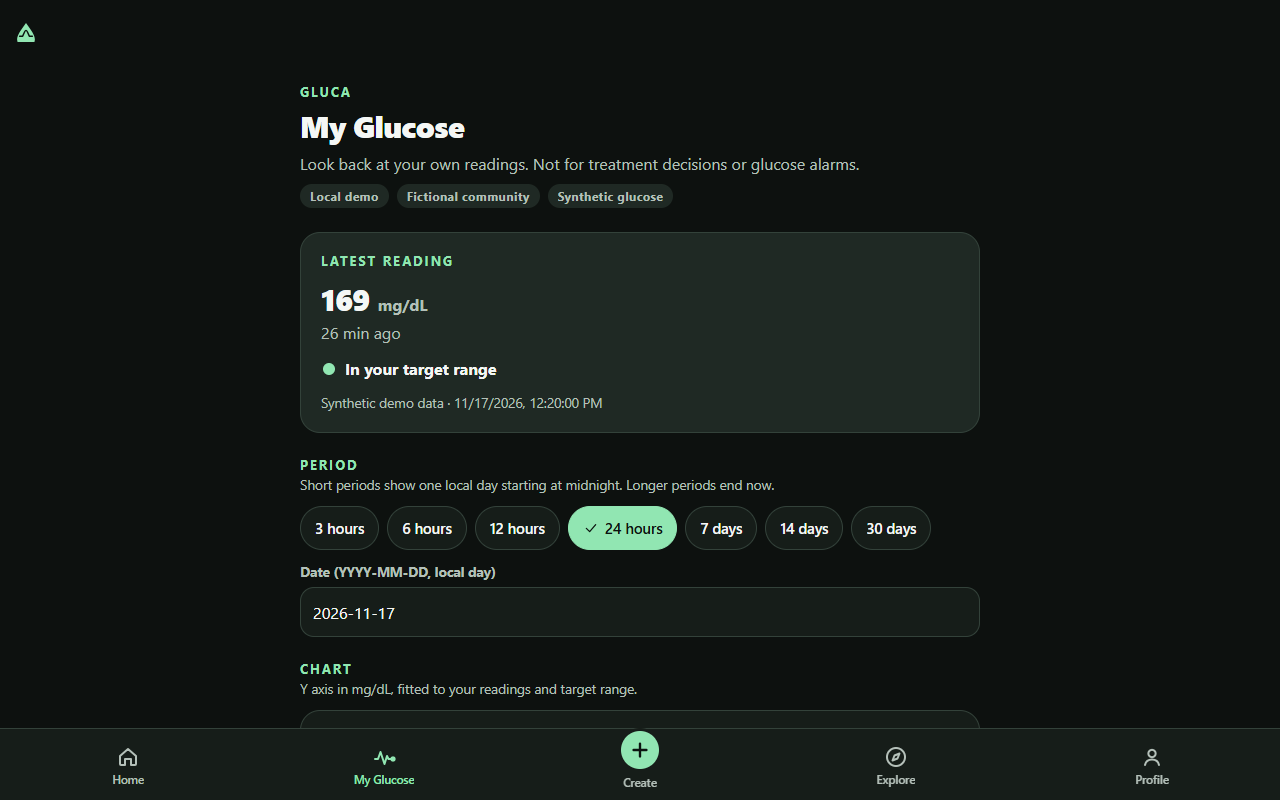 GLUCA
My Glucose
Look back at your own readings. Not for treatment decisions or glucose alarms.
Local demo Fictional community Synthetic glucose
LATEST READING
169 mg/dL
26 min ago
In your target range
Synthetic demo data · 11/17/2026, 12:20:00 PM
PERIOD
Short periods show one local day starting at midnight. Longer periods end now.
3 hours 6 hours 12 hours 24 hours 7 days 14 days 30 days
Date (YYYY-MM-DD, local day)
2026-11-17
CHART
Y axis in mg/dL, fitted to your readings and target range.
Home My Glucose Create Explore Profile